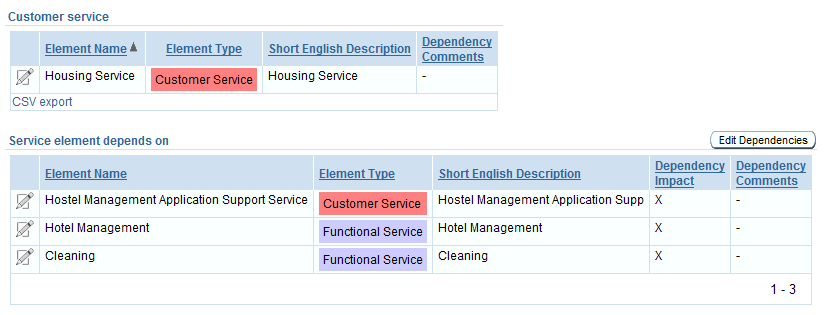 Customer service
Element Name Element Type Short English Description Dependency Comments
Housing Service Customer Service Housing Service -
CSV export
Service element depends on Edit Dependencies
Element Name Element Type Short English Description Dependency Impact Dependency Comments
Hostel Management Application Support Service Customer Service Hostel Management Application Supp X -
Hotel Management Functional Service Hotel Management X -
Cleaning Functional Service Cleaning X -
1 - 3